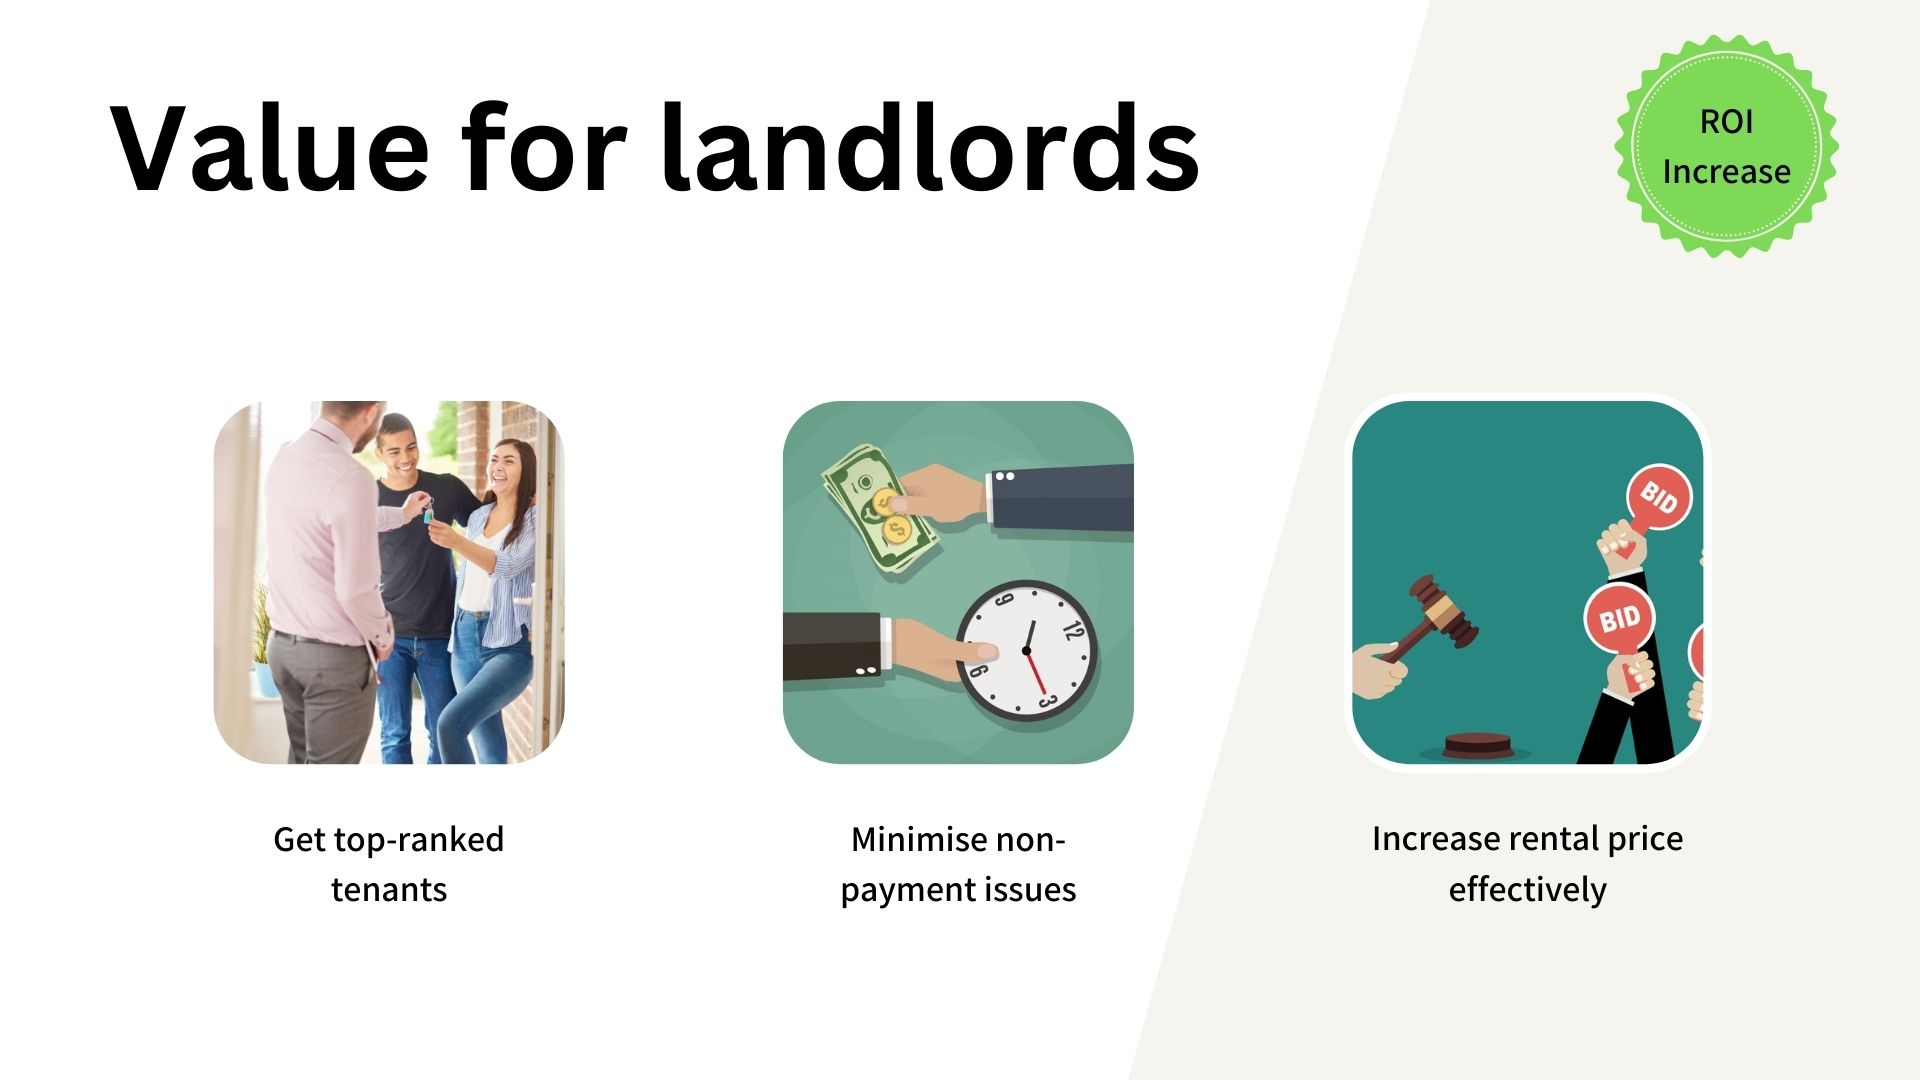 Value for landlords
ROI
Increase
BID
BID
9
12
6
3
Get top-ranked
tenants
Minimise non-
payment issues
Increase rental price
effectively